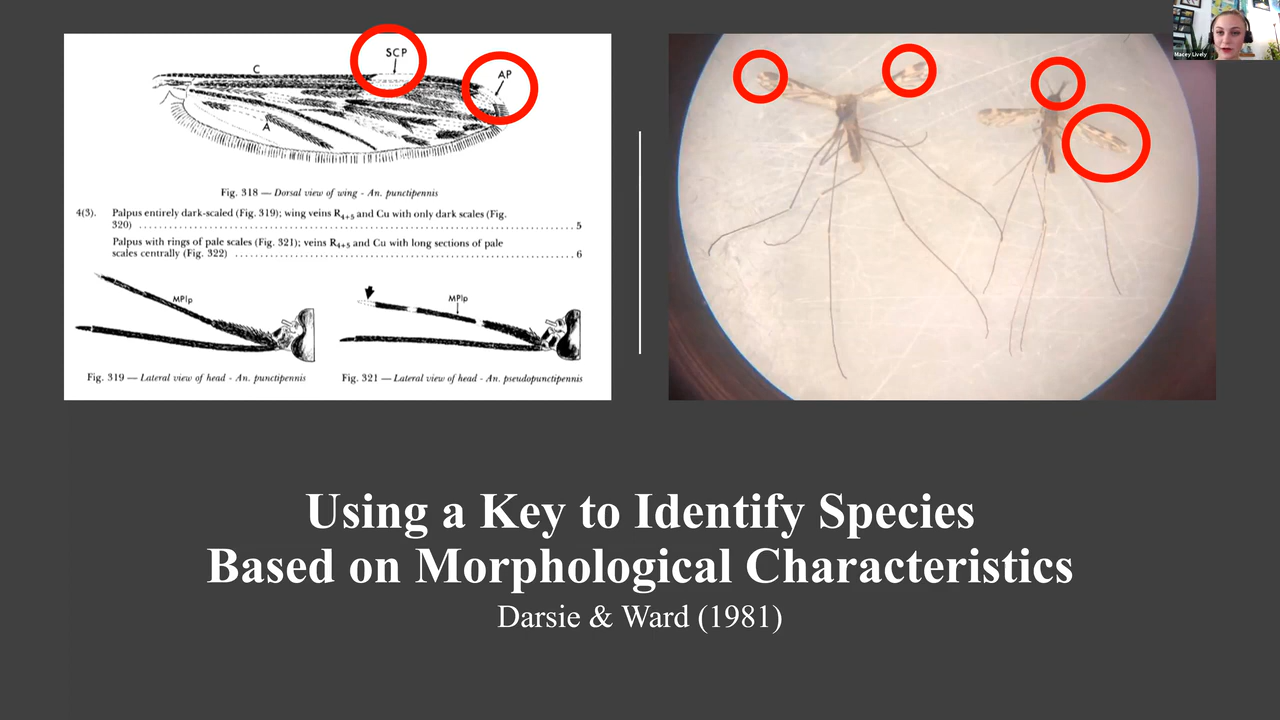 SCP
C
AP
A
Fig. 318 — Dorsal view of wing - An. punctipennis
4(3). Palpus entirely dark-scaled (Fig. 319); wing veins R4+5 and Cu with only dark scales (Fig.
320) .................................................................................... 5
Palpus with rings of pale scales (Fig. 321); veins R4+5 and Cu with long sections of pale
scales centrally (Fig. 322) .................................................................... 6
MPlp
MPlp
Fig. 319 — Lateral view of head - An. punctipennis
Fig. 321 — Lateral view of head - An. pseudopunctipennis
Macey Lively
Using a Key to Identify Species
Based on Morphological Characteristics
Darsie & Ward (1981)